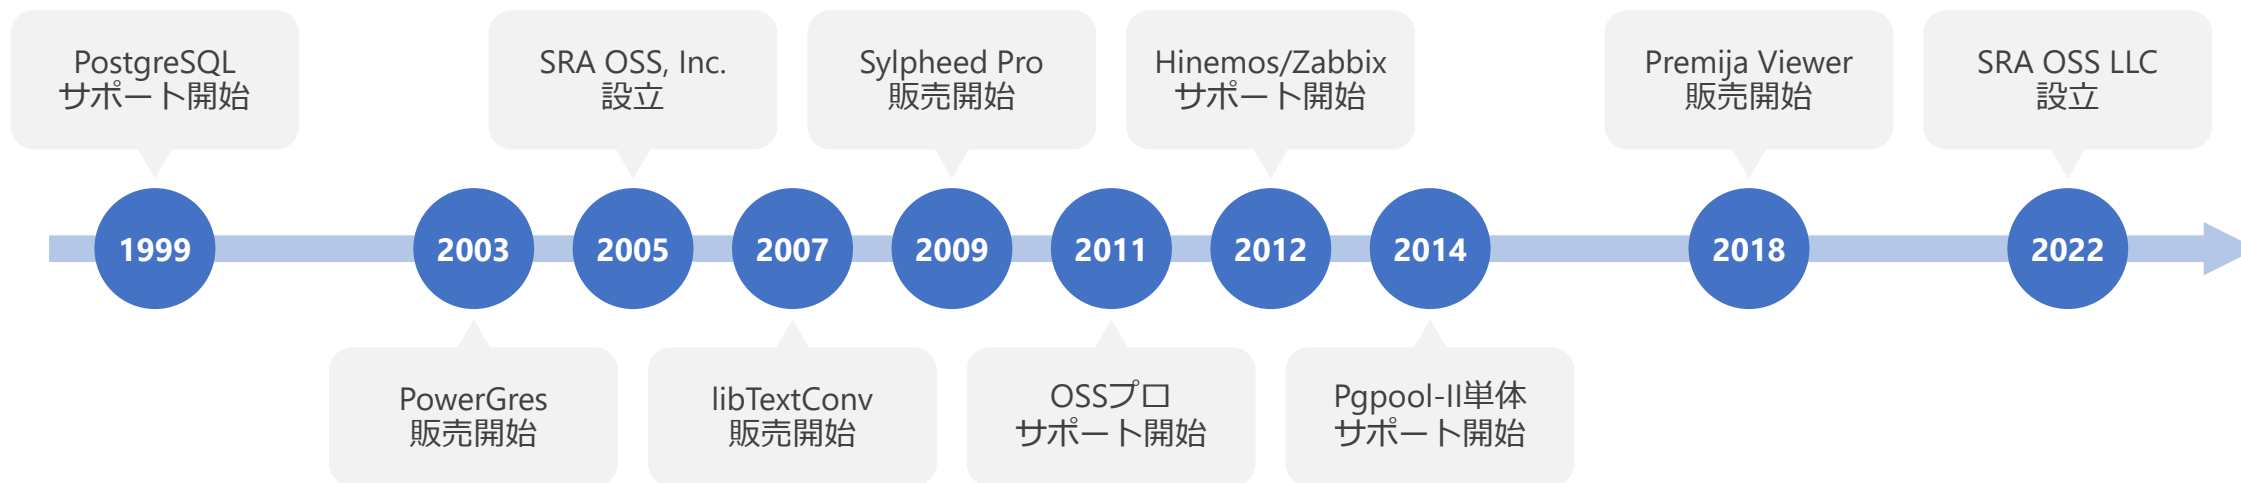 PostgreSQL
サポート開始
SRA OSS, Inc.
設立
Sylpheed Pro
販売開始
Hinemos/Zabbix
サポート開始
Premija Viewer
販売開始
SRA OSS LLC
設立
1999
2003
2005
2007
2009
2011
2012
2014
2018
2022
PowerGres
販売開始
libTextConv
販売開始
OSSプロ
サポート開始
Pgpool-II単体
サポート開始